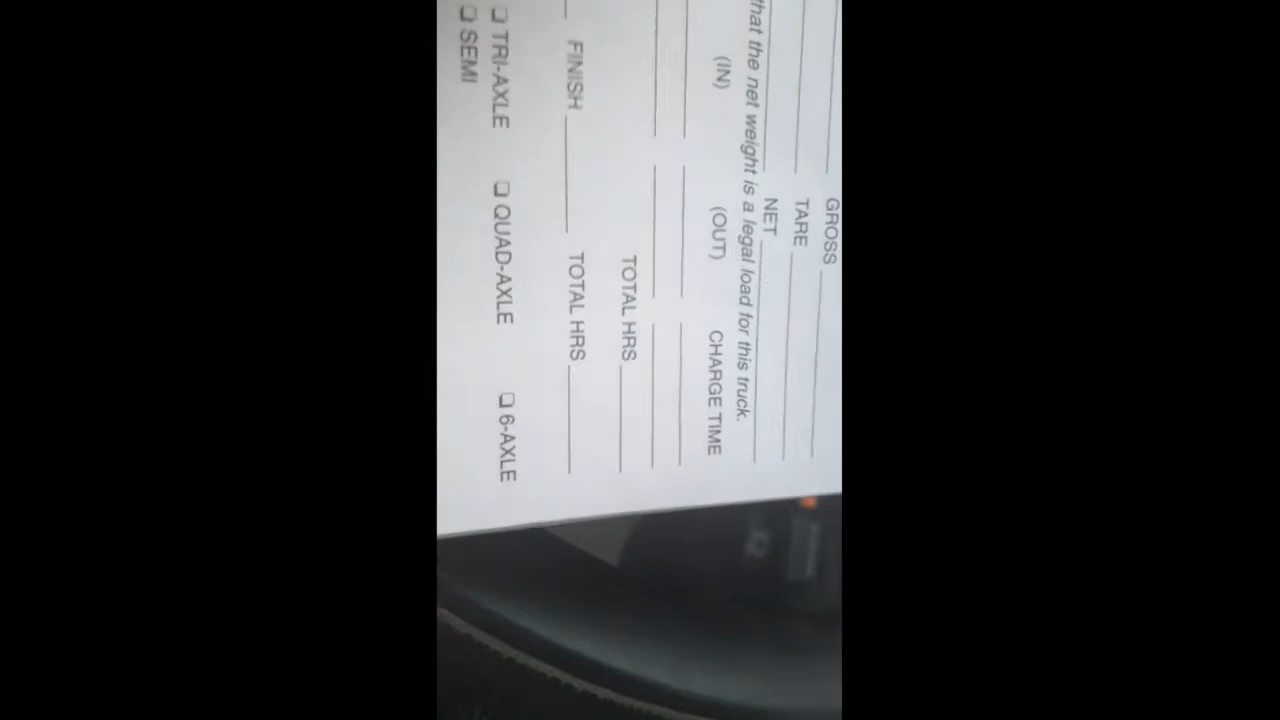 GROSS
TARE
NET
that the net weight is a legal load for this truck.
(IN) (OUT) CHARGE TIME
TOTAL HRS
FINISH TOTAL HRS
TRI-AXLE QUAD-AXLE 6-AXLE
SEMI